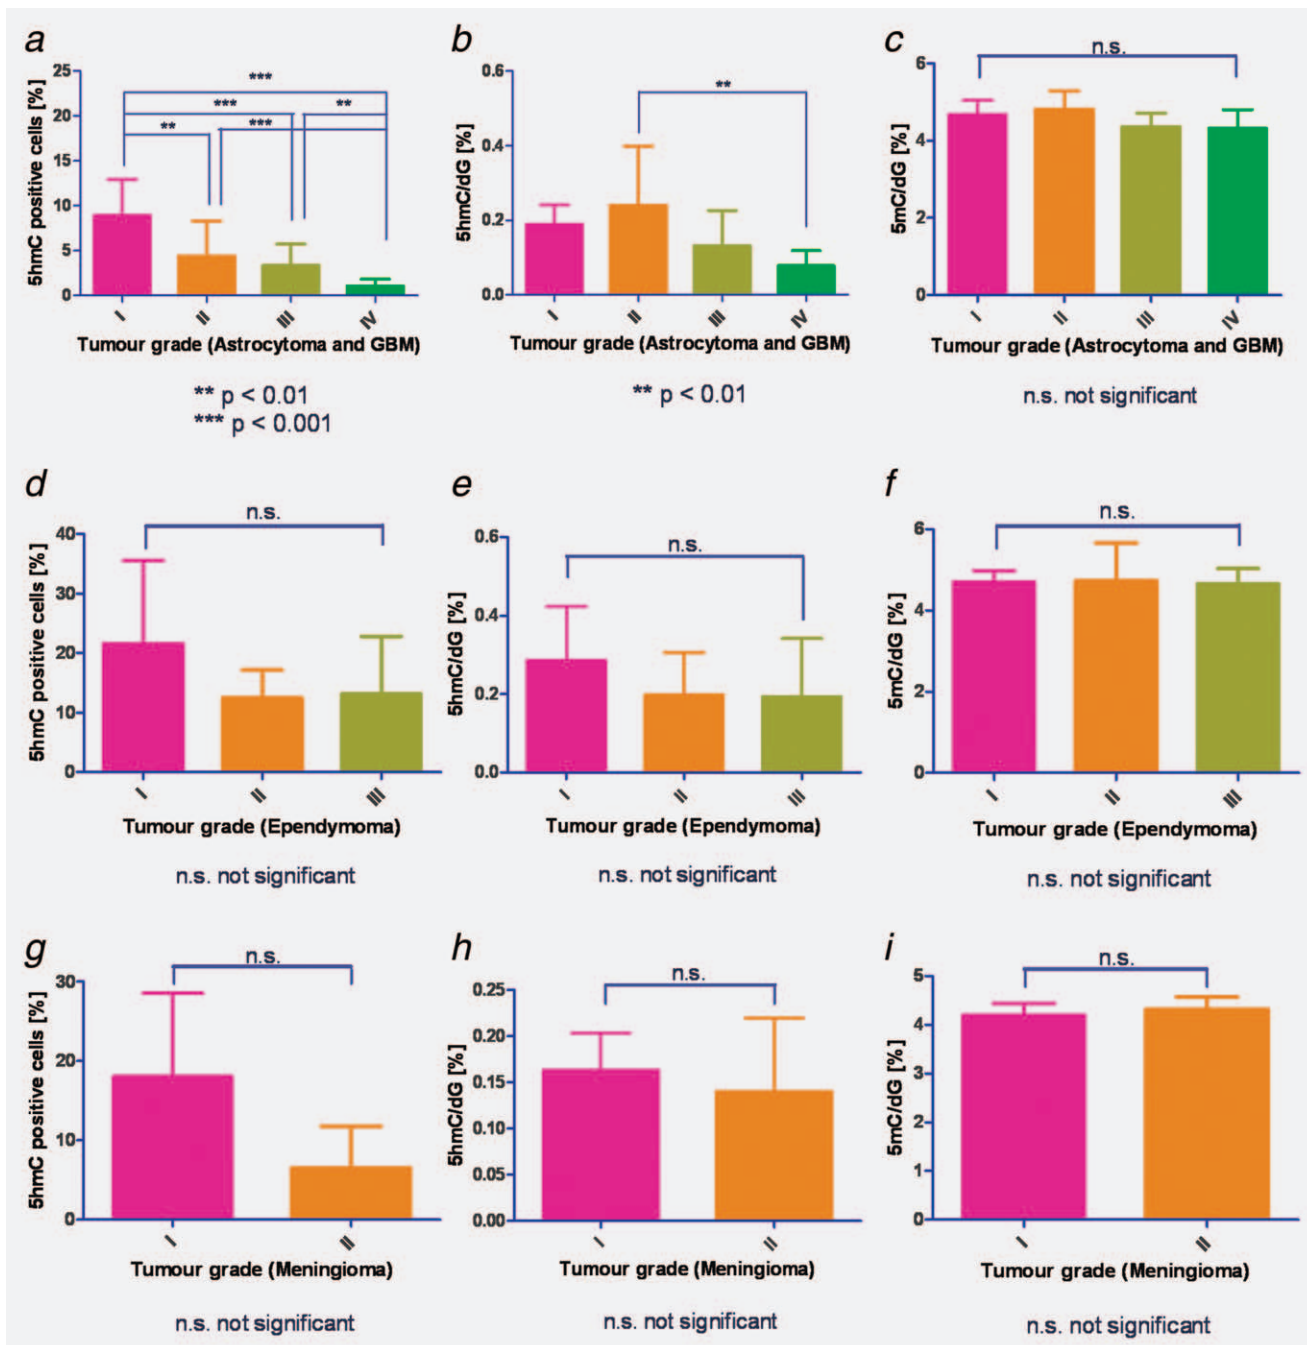 a
5hmC positive cells [%]
25
20
15
10
5
0
***
***
**
**
***
I
II
III
IV
Tumour grade (Astrocytoma and GBM)
** p < 0.01
*** p < 0.001
b
5hmC/dG [%]
0.6
0.4
0.2
0.0
**
I
II
III
IV
Tumour grade (Astrocytoma and GBM)
** p < 0.01
c
5mC/dG [%]
6
4
2
0
n.s.
I
II
III
IV
Tumour grade (Astrocytoma and GBM)
n.s. not significant
d
5hmC positive cells [%]
40
30
20
10
0
n.s.
I
II
III
Tumour grade (Ependymoma)
n.s. not significant
e
5hmC/dG [%]
0.6
0.4
0.2
0.0
n.s.
I
II
III
Tumour grade (Ependymoma)
n.s. not significant
f
5mC/dG [%]
6
4
2
0
n.s.
I
II
III
Tumour grade (Ependymoma)
n.s. not significant
g
5hmC positive cells [%]
30
20
10
0
n.s.
I
II
Tumour grade (Meningioma)
n.s. not significant
h
5hmC/dG [%]
0.25
0.20
0.15
0.10
0.05
0.00
n.s.
I
II
Tumour grade (Meningioma)
n.s. not significant
i
5mC/dG [%]
5
4
3
2
1
0
n.s.
I
II
Tumour grade (Meningioma)
n.s. not significant